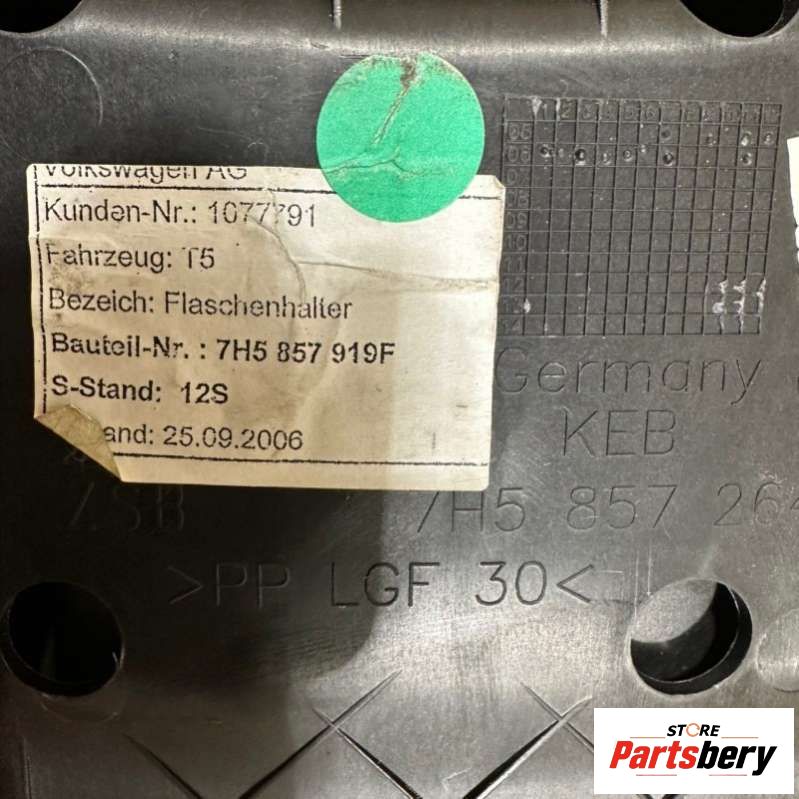 Volkswagen AG
Kunden-Nr.: 1077791
Fahrzeug: T5
Bezeich: Flaschenhalter
Bauteil-Nr. : 7H5 857 919F
S-Stand: 12S
and: 25.09.2006
Germany
KEB
ZSB 7H5 857 264
>PP LGF 30<
STORE
Partsbery